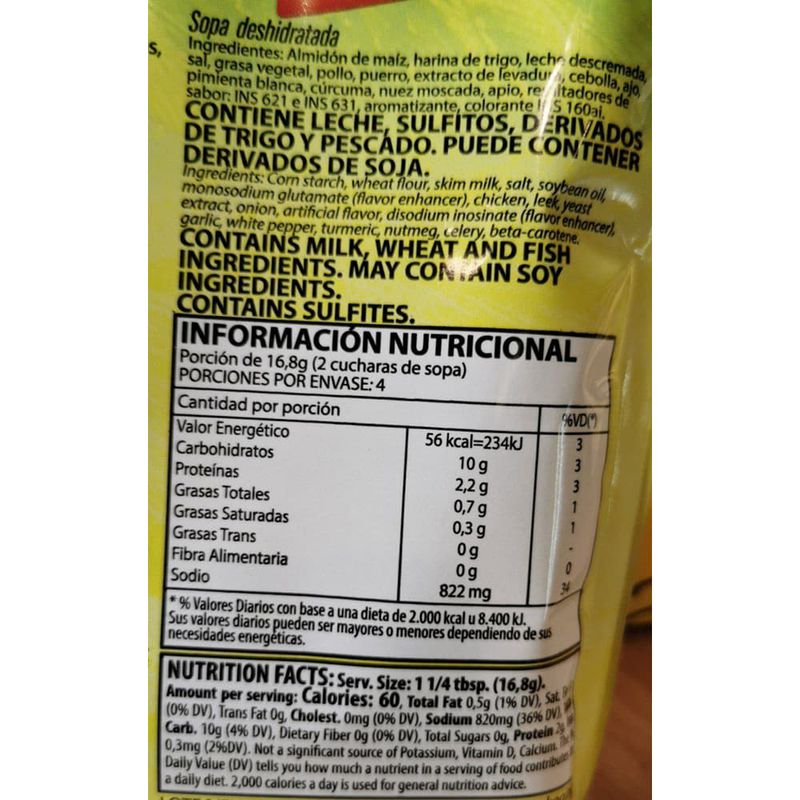 Sopa deshidratada
s,
Ingredientes: Almidón de maíz, harina de trigo, leche descremada,
sal, grasa vegetal, pollo, puerro, extracto de levadura, cebolla, ajo,
pimienta blanca, cúrcuma, nuez moscada, apio, resaltadores de
sabor: INS 621 e INS 631, aromatizante, colorante INS 160ai.
CONTIENE LECHE, SULFITOS, DERIVADOS
DE TRIGO Y PESCADO. PUEDE CONTENER
DERIVADOS DE SOJA.
Ingredients: Corn starch, wheat flour, skim milk, salt, soybean oil,
monosodium glutamate (flavor enhancer), chicken, leek, yeast
extract, onion, artificial flavor, disodium inosinate (flavor enhancer),
garlic, white pepper, turmeric, nutmeg, celery, beta-carotene.
CONTAINS MILK, WHEAT AND FISH
INGREDIENTS. MAY CONTAIN SOY
INGREDIENTS.
CONTAINS SULFITES.
INFORMACIÓN NUTRICIONAL
Porción de 16,8g (2 cucharas de sopa)
PORCIONES POR ENVASE: 4
Cantidad por porción %VD(*)
Valor Energético 56 kcal=234kJ 3
Carbohidratos 10 g 3
Proteínas 2,2 g 3
Grasas Totales 0,7 g 1
Grasas Saturadas 0,3 g 1
Grasas Trans 0 g -
Fibra Alimentaria 0 g 0
Sodio 822 mg 34
* % Valores Diarios con base a una dieta de 2.000 kcal u 8.400 kJ.
Sus valores diarios pueden ser mayores o menores dependiendo de sus
necesidades energéticas.
NUTRITION FACTS: Serv. Size: 1 1/4 tbsp. (16,8g).
Amount per serving: Calories: 60, Total Fat 0,5g (1% DV), Sat.
(0% DV), Trans Fat 0g, Cholest. 0mg (0% DV), Sodium 820mg (36% DV),
Carb. 10g (4% DV), Dietary Fiber 0g (0% DV), Total Sugars 0g, Protein
0,3mg (2%DV). Not a significant source of Potassium, Vitamin D, Calcium. The
Daily Value (DV) tells you how much a nutrient in a serving of food contributes
a daily diet. 2,000 calories a day is used for general nutrition advice.